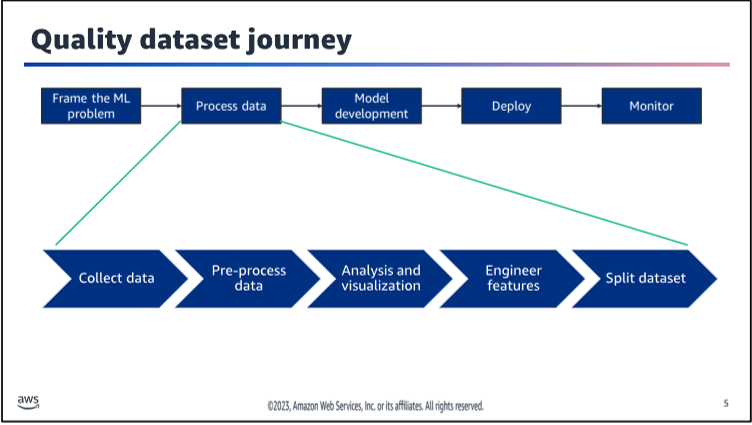 Quality dataset journey
Frame the ML
problem
Process data
Model
development
Deploy
Monitor
Collect data
Pre-process
data
Analysis and
visualization
Engineer
features
Split dataset
aws
©2023, Amazon Web Services, Inc. or its affiliates. All rights reserved.
5